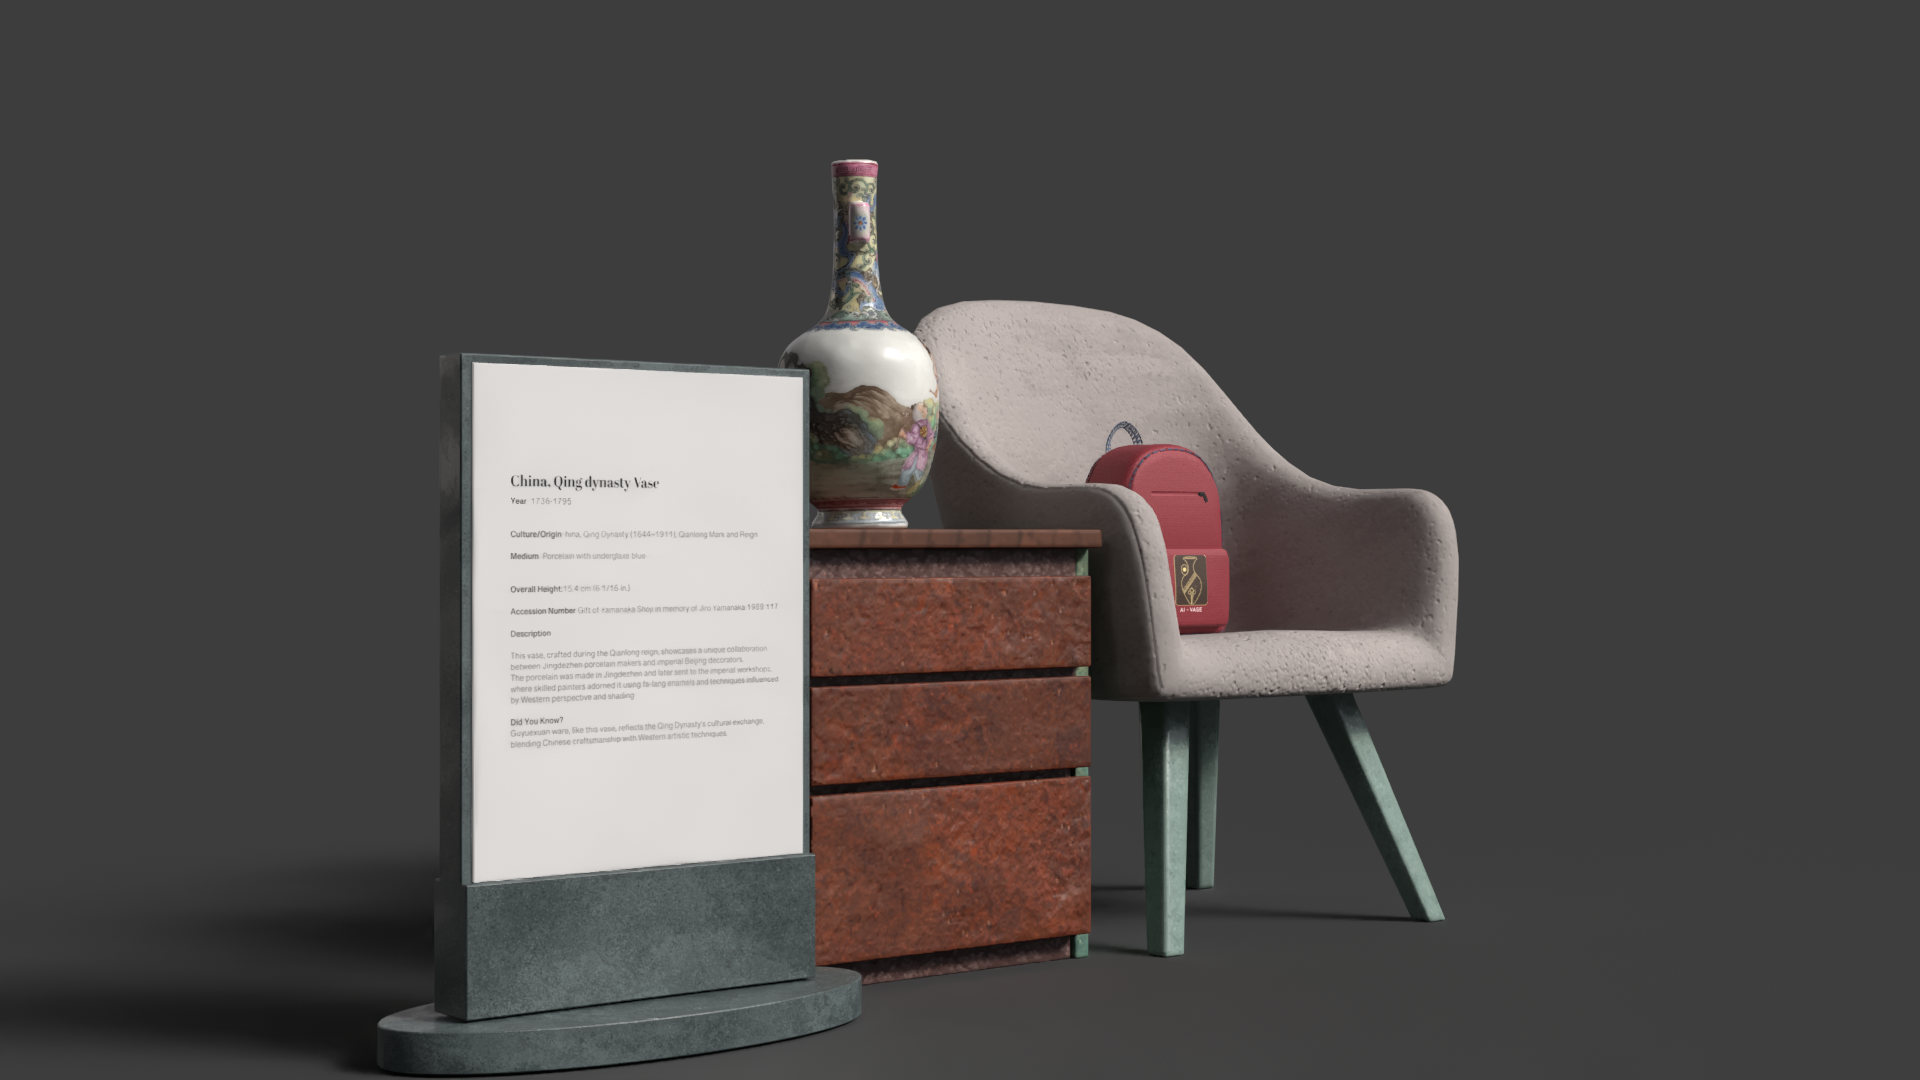 China, Qing dynasty Vase
Year 1736-1795
Culture/Origin hina, Qing Dynasty (1644–1911), Qianlong Mark and Reign
Medium Porcelain with underglaze blue
Overall Height:15.4 cm (6 1/16 in.)
Accession Number Gift of Yamanaka Shop in memory of Jiro Yamanaka 1989.117
Description
This vase, crafted during the Qianlong reign, showcases a unique collaboration
between Jingdezhen porcelain makers and imperial Beijing decorators.
The porcelain was made in Jingdezhen and later sent to the imperial workshops,
where skilled painters adorned it using fa-lang enamels and techniques influenced
by Western perspective and shading
Did You Know?
Guyuexuan ware, like this vase, reflects the Qing Dynasty's cultural exchange,
blending Chinese craftsmanship with Western artistic techniques.
AI - VASE